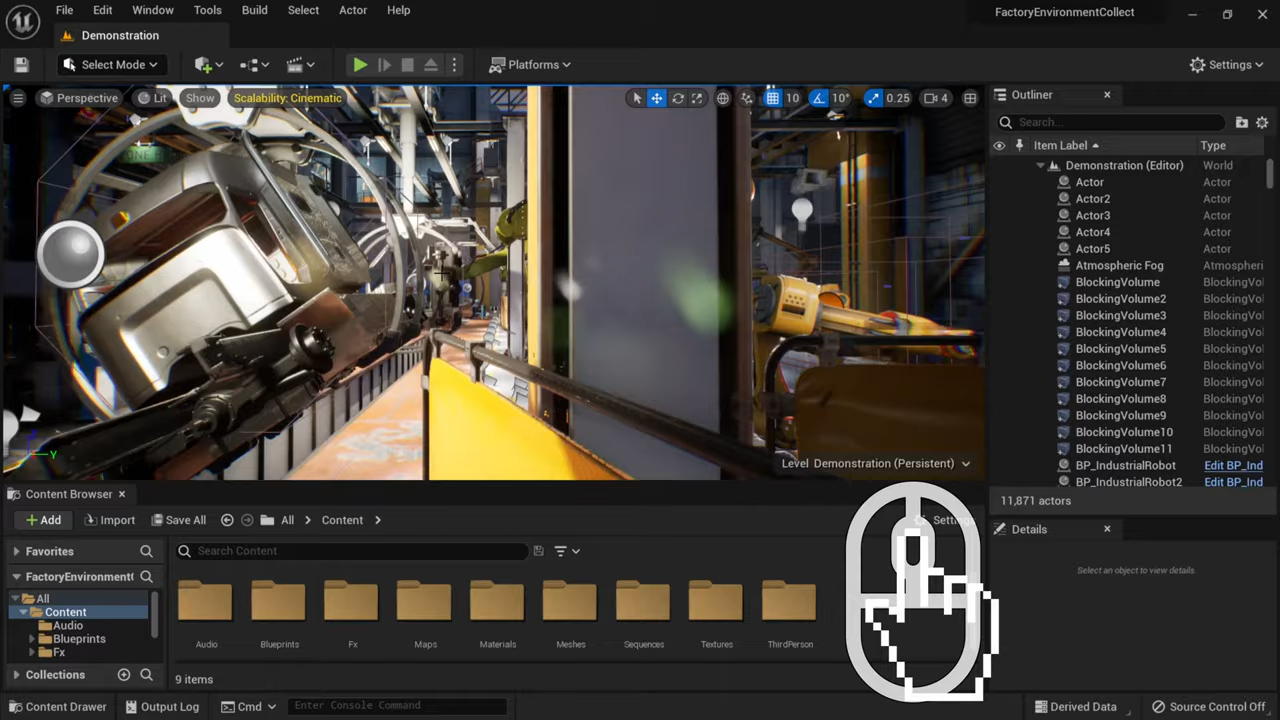 File Edit Window Tools Build Select Actor Help
FactoryEnvironmentCollect
Demonstration
Select Mode
Platforms
Settings
Perspective Lit Show Scalability: Cinematic
10 10° 0.25 4
Outliner
Search...
Item Label Type
Demonstration (Editor) World
Actor Actor
Actor2 Actor
Actor3 Actor
Actor4 Actor
Actor5 Actor
Atmospheric Fog Atmospheri
BlockingVolume BlockingVol
BlockingVolume2 BlockingVol
BlockingVolume3 BlockingVol
BlockingVolume4 BlockingVol
BlockingVolume5 BlockingVol
BlockingVolume6 BlockingVol
BlockingVolume7 BlockingVol
BlockingVolume8 BlockingVol
BlockingVolume9 BlockingVol
BlockingVolume10 BlockingVol
BlockingVolume11 BlockingVol
BP_IndustrialRobot Edit BP_Ind
BP_IndustrialRobot2 Edit BP_Ind
11,871 actors
Y
Level Demonstration (Persistent)
Content Browser
Add Import Save All All Content
Settings
Favorites
Search Content
FactoryEnvironmentC
All
Content
Audio
Blueprints
Fx
Collections
Audio Blueprints Fx Maps Materials Meshes Sequences Textures ThirdPerson
9 items
Details
Select an object to view details.
Content Drawer Output Log Cmd Enter Console Command Derived Data Source Control Off